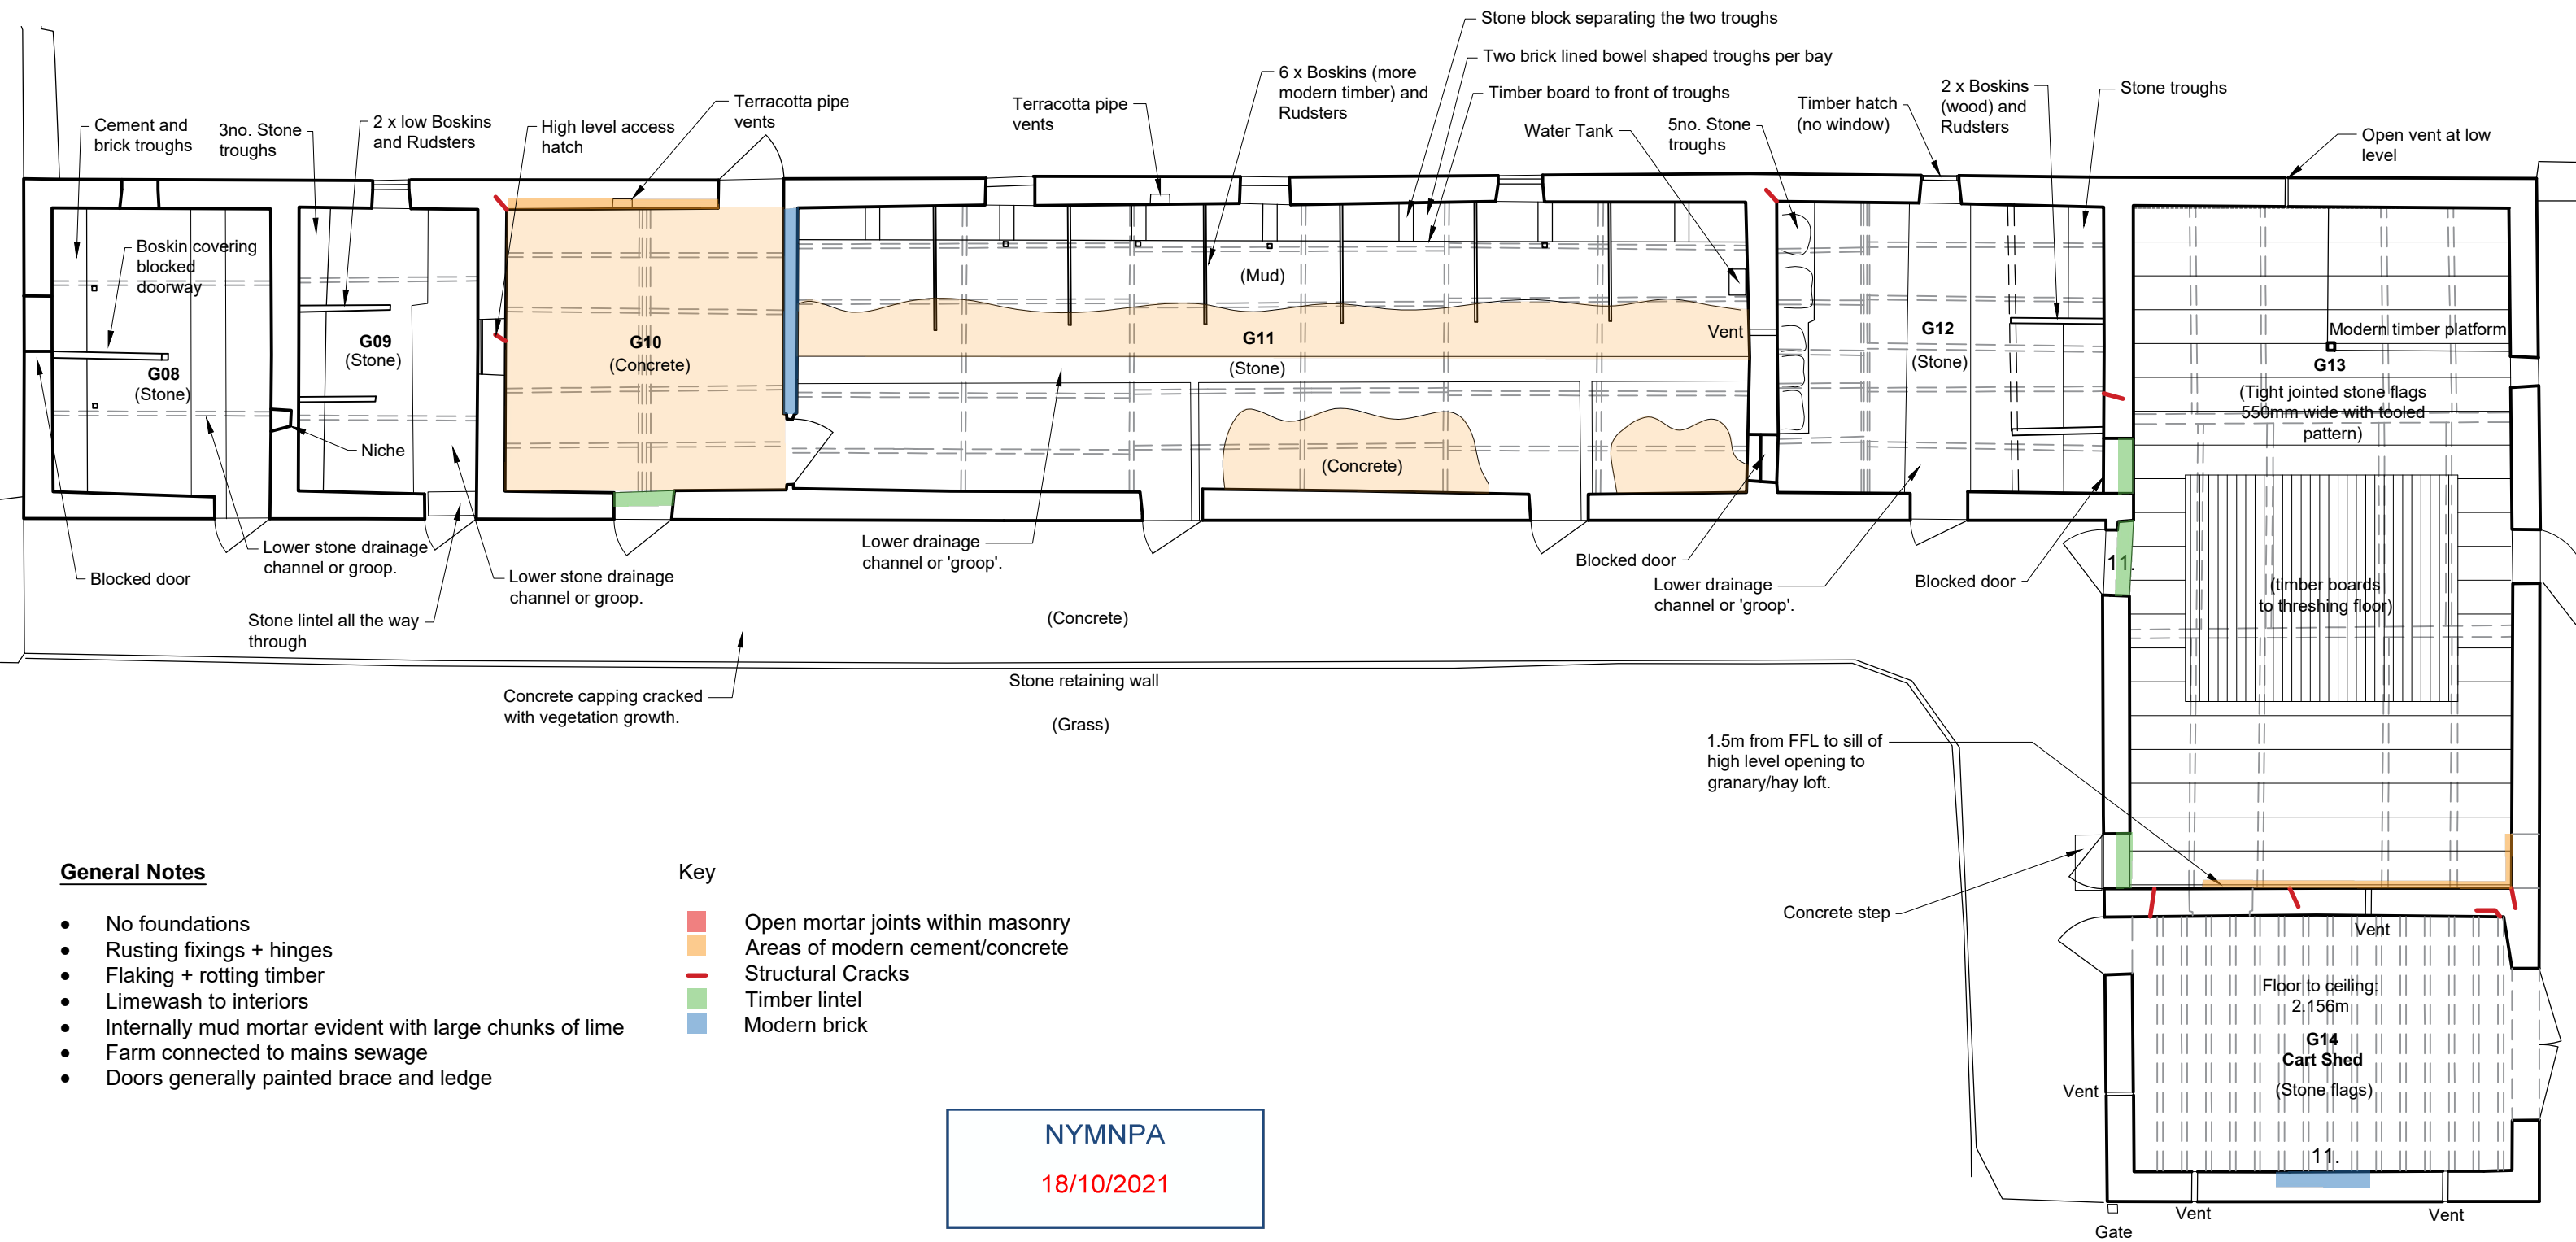 Stone block separating the two troughs
Two brick lined bowel shaped troughs per bay
6 x Boskins (more
modern timber) and
Rudsters
Timber board to front of troughs
2 x Boskins
(wood) and
Rudsters
Stone troughs
Terracotta pipe
vents
Terracotta pipe
vents
Timber hatch
(no window)
Water Tank
5no. Stone
troughs
Open vent at low
level
Cement and
brick troughs
3no. Stone
troughs
2 x low Boskins
and Rudsters
High level access
hatch
Boskin covering
blocked
doorway
G08
(Stone)
G09
(Stone)
G10
(Concrete)
(Mud)
G11
(Stone)
(Concrete)
Vent
G12
(Stone)
Modern timber platform
G13
(Tight jointed stone flags
550mm wide with tooled
pattern)
Niche
Blocked door
Lower stone drainage
channel or groop.
Stone lintel all the way
through
Lower stone drainage
channel or groop.
Lower drainage
channel or 'groop'.
Blocked door
Lower drainage
channel or 'groop'.
Blocked door
11.
(timber boards
to threshing floor)
(Concrete)
Concrete capping cracked
with vegetation growth.
Stone retaining wall
(Grass)
1.5m from FFL to sill of
high level opening to
granary/hay loft.
Concrete step
Vent
Floor to ceiling:
2.156m
G14
Cart Shed
(Stone flags)
Vent
11.
Vent
Vent
Gate
General Notes
• No foundations
• Rusting fixings + hinges
• Flaking + rotting timber
• Limewash to interiors
• Internally mud mortar evident with large chunks of lime
• Farm connected to mains sewage
• Doors generally painted brace and ledge
Key
Open mortar joints within masonry
Areas of modern cement/concrete
Structural Cracks
Timber lintel
Modern brick
NYMNPA
18/10/2021